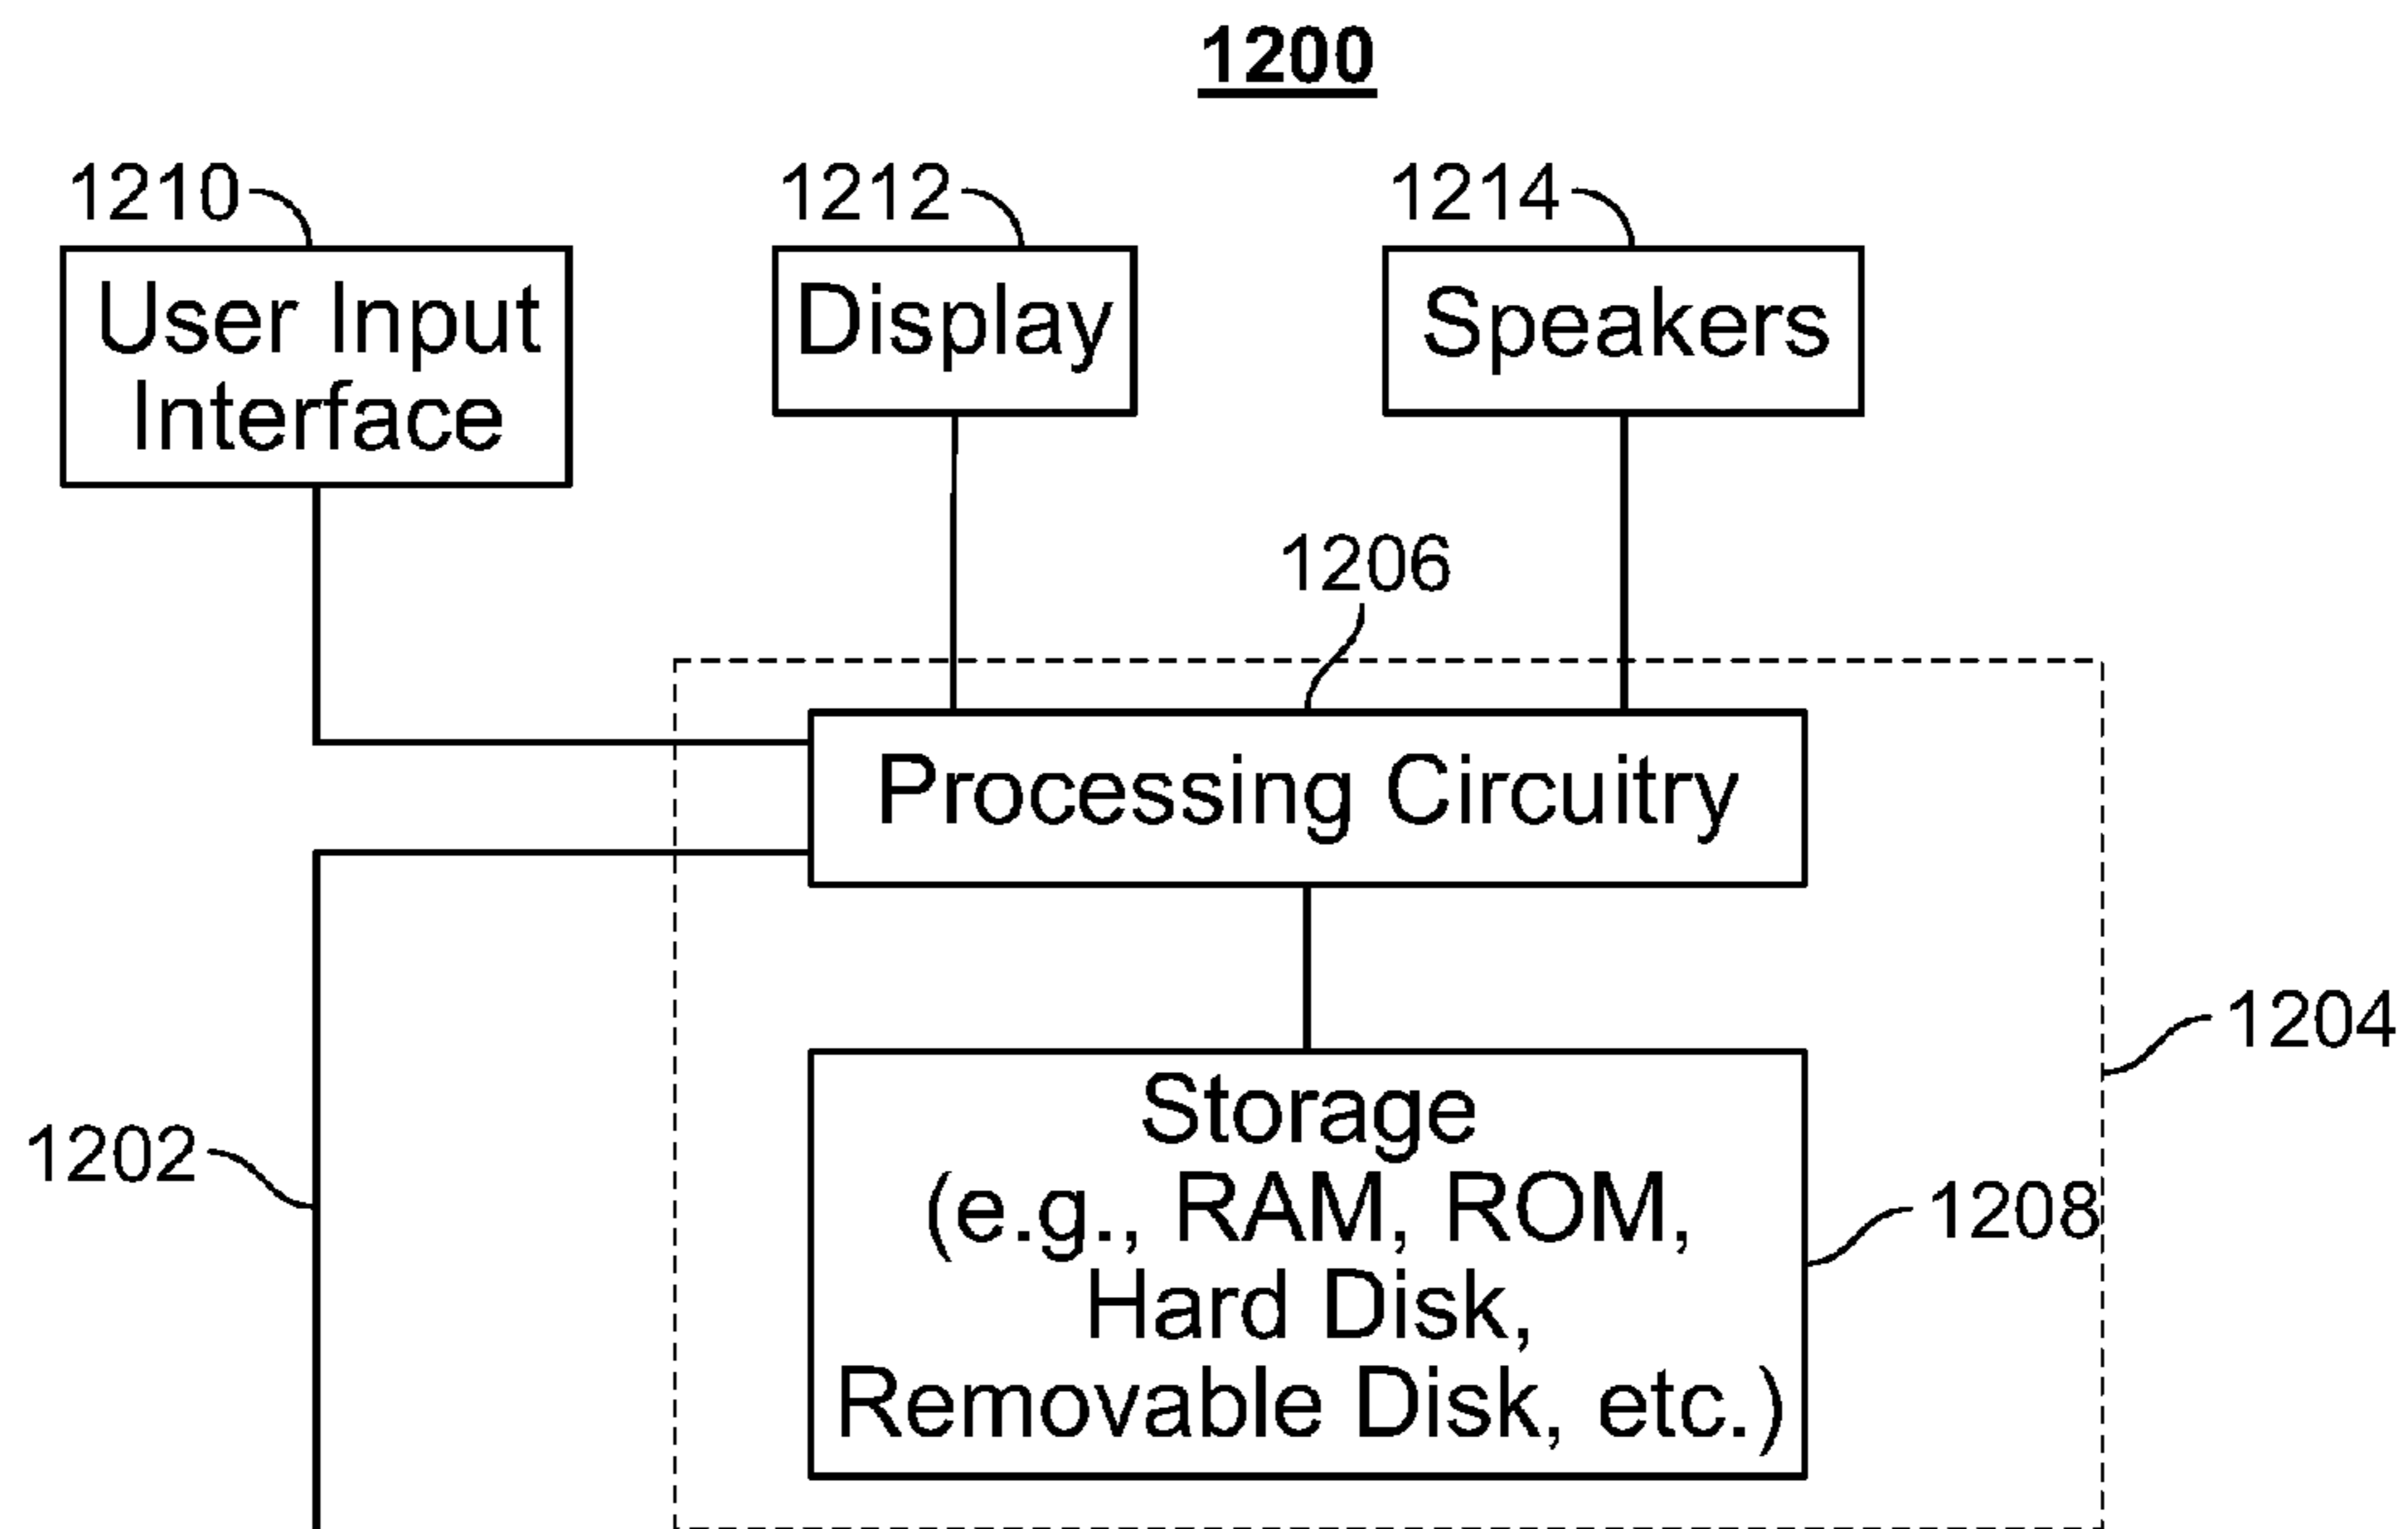 1200
1210
1212
1214
User Input
Interface
Display
Speakers
1206
Processing Circuitry
1204
1202
Storage
(e.g., RAM, ROM,
Hard Disk,
Removable Disk, etc.)
1208